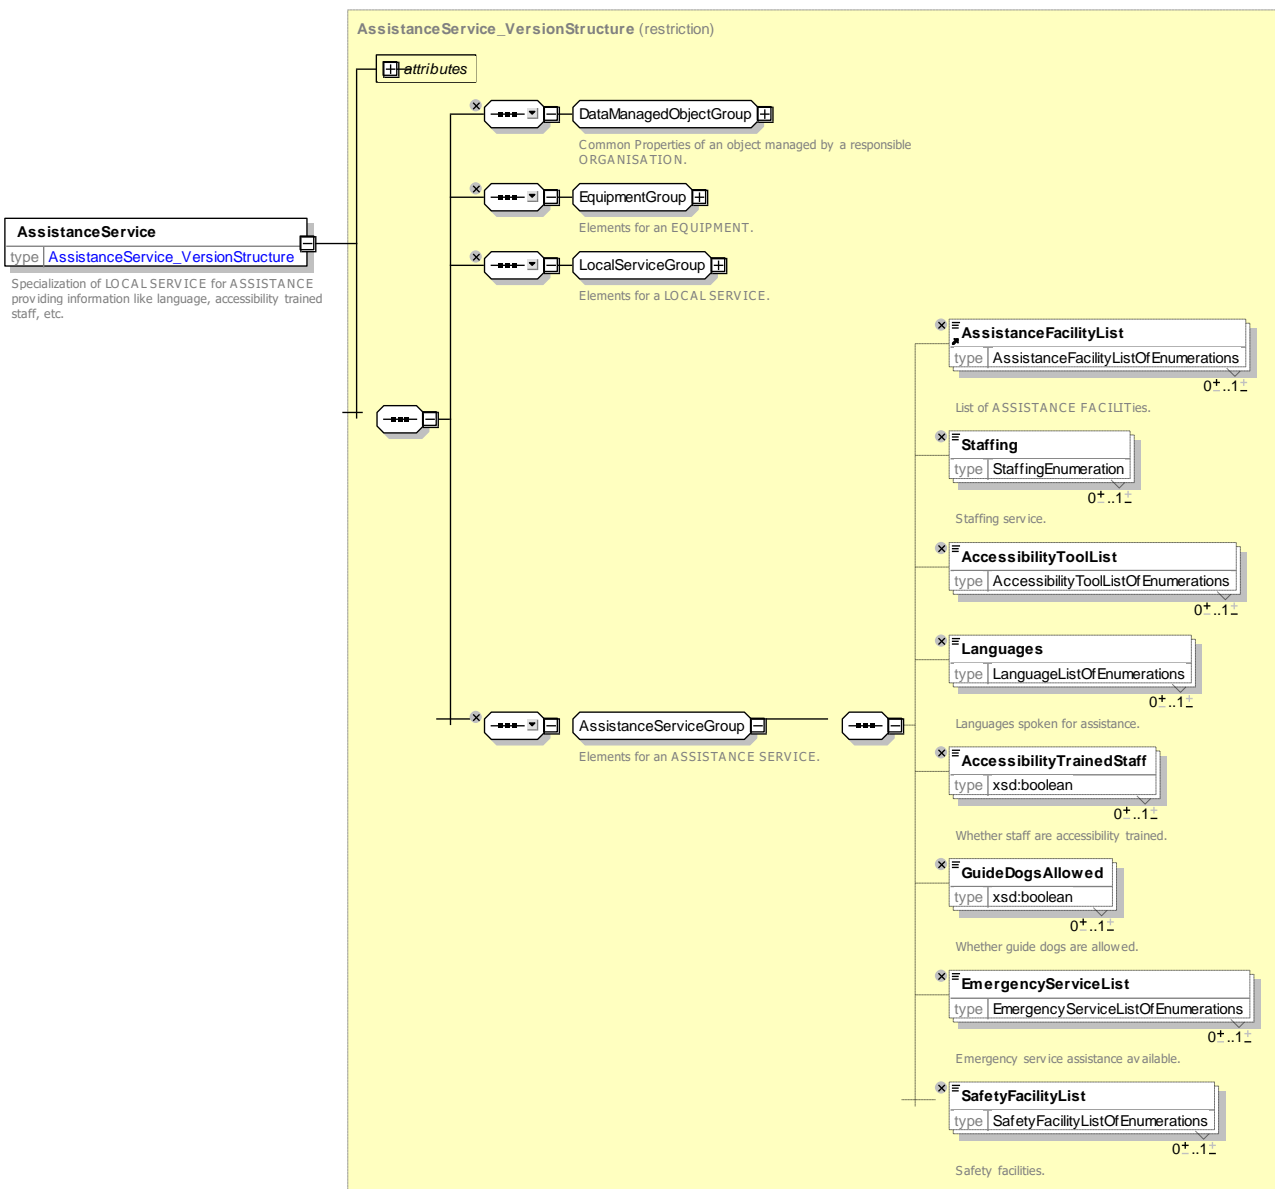 AssistanceService_VersionStructure (restriction)
attributes
DataManagedObjectGroup
Common Properties of an object managed by a responsible
ORGANISATION.
EquipmentGroup
Elements for an EQUIPMENT.
AssistanceService
type AssistanceService_VersionStructure
Specialization of LOCAL SERVICE for ASSISTANCE
providing information like language, accessibility trained
staff, etc.
LocalServiceGroup
Elements for a LOCAL SERVICE.
AssistanceFacilityList
type AssistanceFacilityListOfEnumerations
0..1
List of ASSISTANCE FACILITies.
Staffing
type StaffingEnumeration
0..1
Staffing service.
AccessibilityToolList
type AccessibilityToolListOfEnumerations
0..1
Languages
type LanguageListOfEnumerations
0..1
Languages spoken for assistance.
AssistanceServiceGroup
Elements for an ASSISTANCE SERVICE.
AccessibilityTrainedStaff
type xsd:boolean
0..1
Whether staff are accessibility trained.
GuideDogsAllowed
type xsd:boolean
0..1
Whether guide dogs are allowed.
EmergencyServiceList
type EmergencyServiceListOfEnumerations
0..1
Emergency service assistance available.
SafetyFacilityList
type SafetyFacilityListOfEnumerations
0..1
Safety facilities.